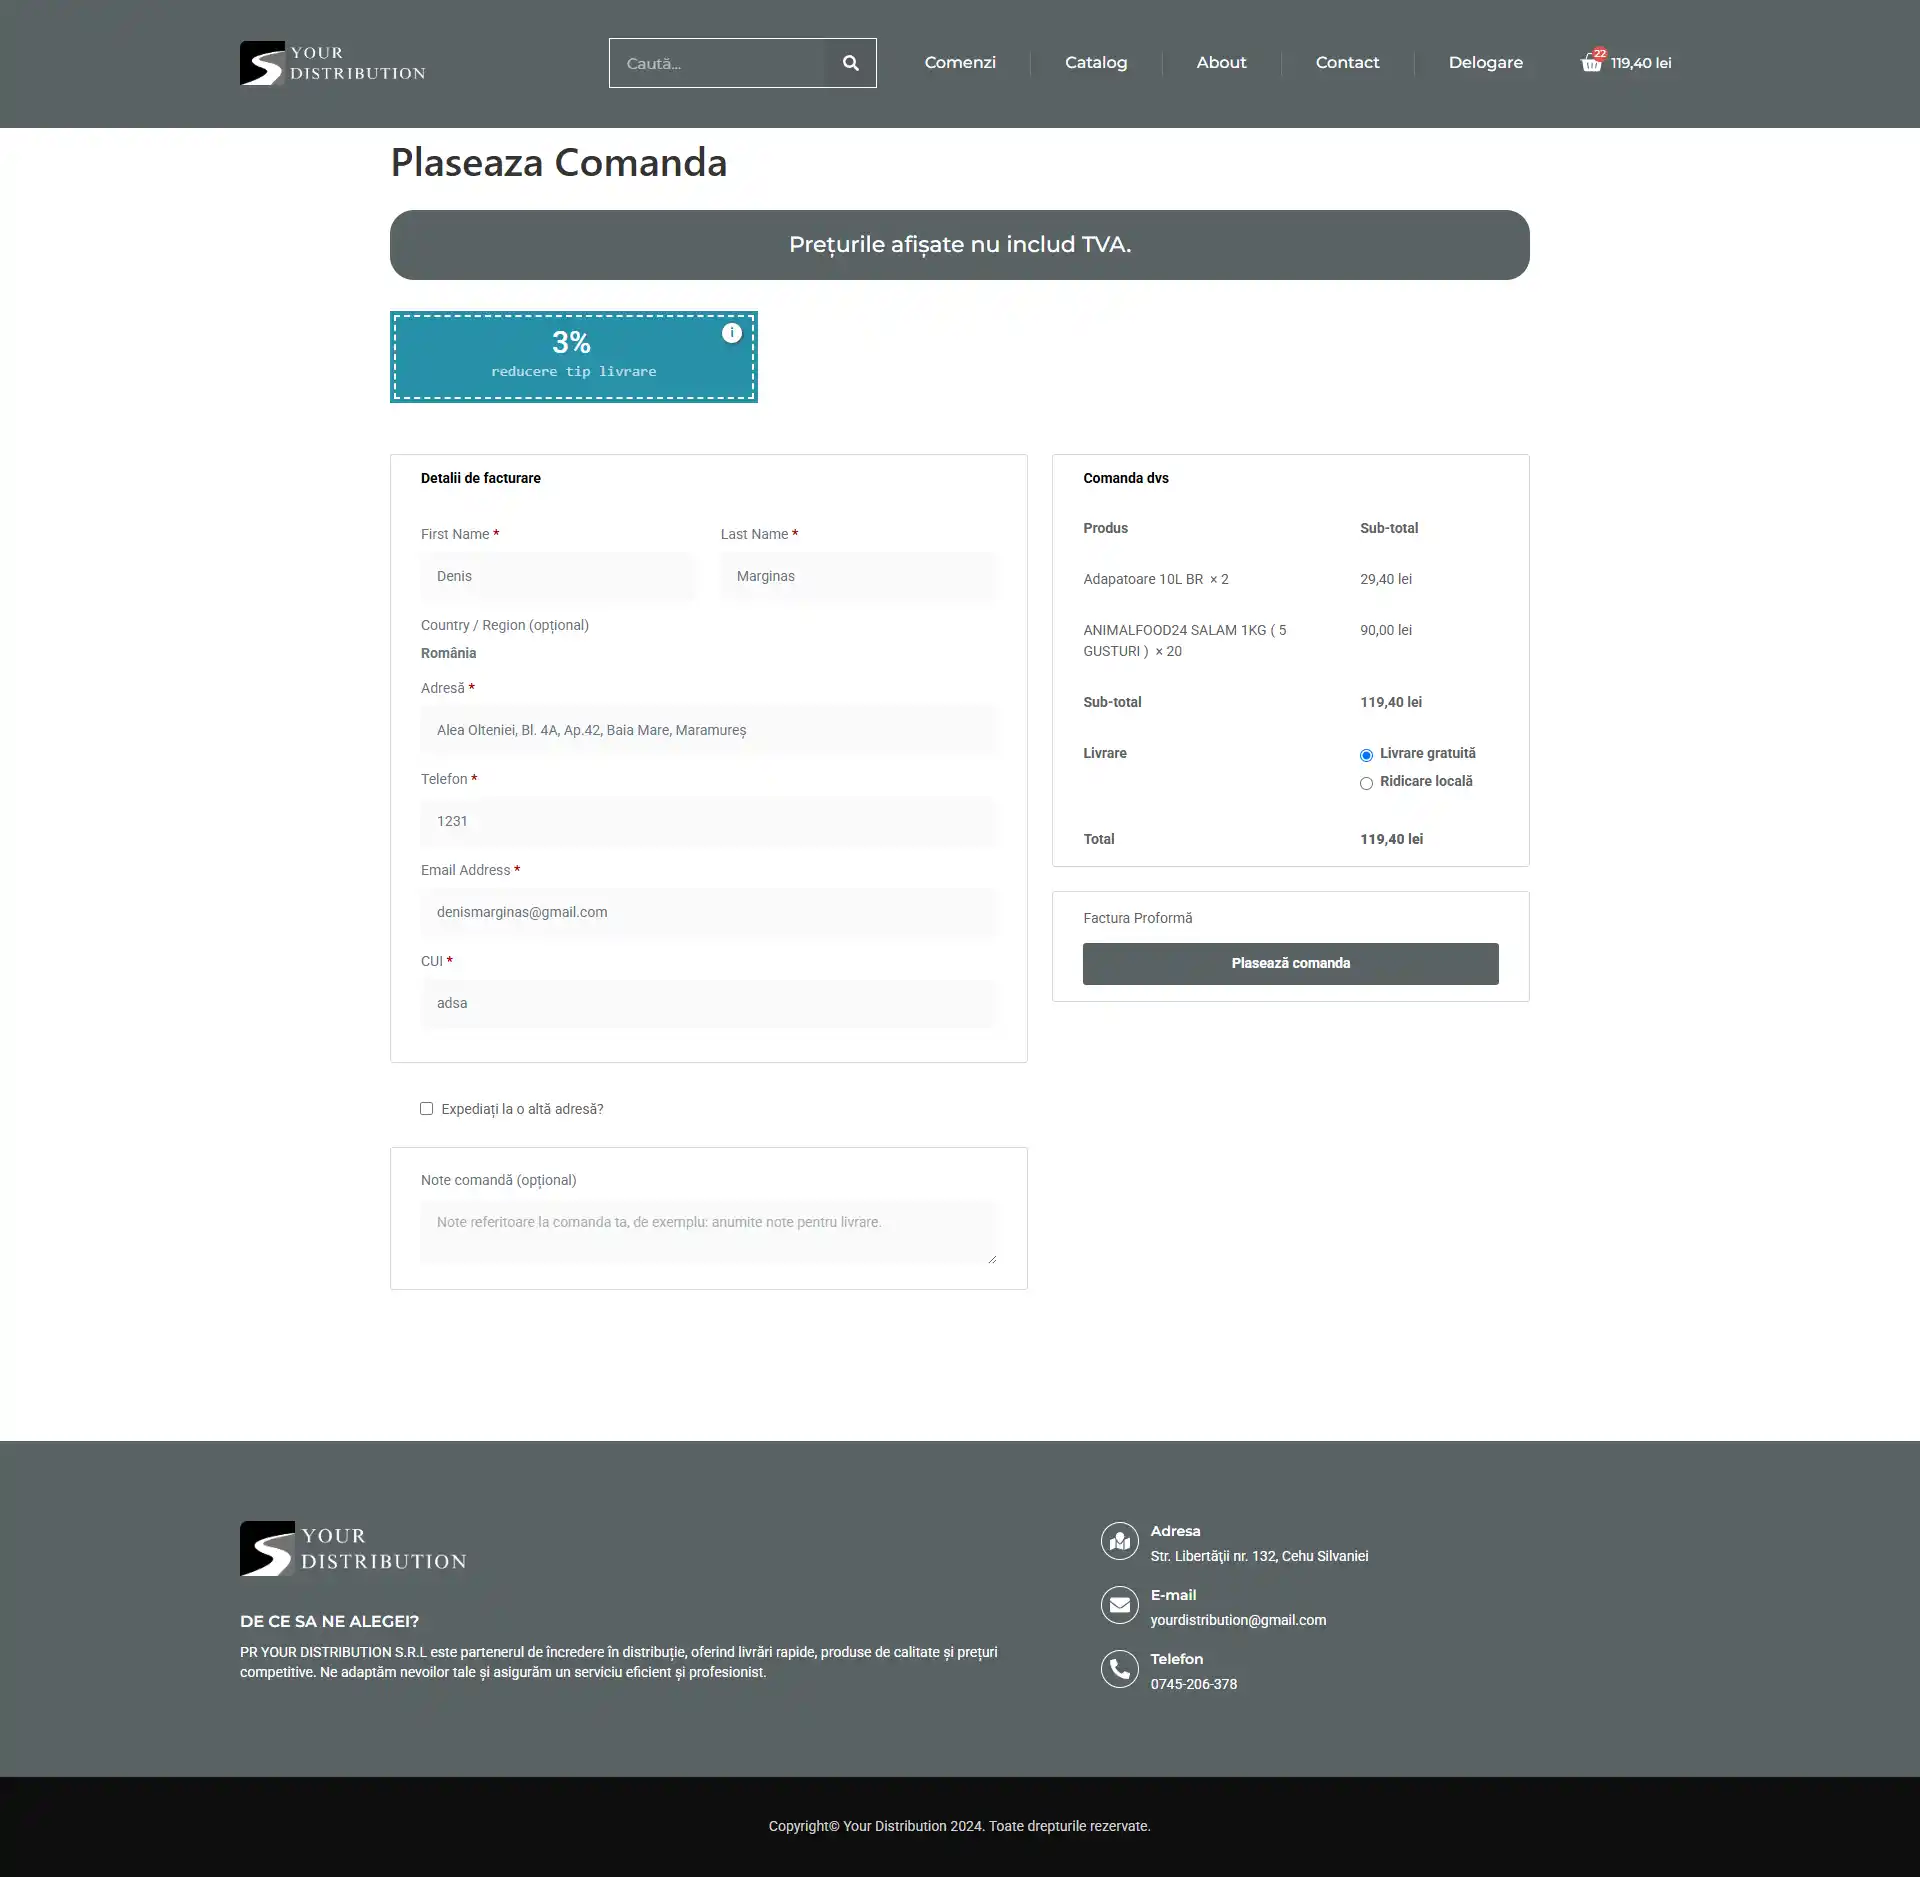 YOUR
DISTRIBUTION
Caută...
Comenzi
Catalog
About
Contact
Delogare
22
119,40 lei
Plaseaza Comanda
Prețurile afișate nu includ TVA.
3%
i
reducere tip livrare
Detalii de facturare
First Name *
Last Name *
Denis
Marginas
Country / Region (opțional)
România
Adresă *
Alea Olteniei, Bl. 4A, Ap.42, Baia Mare, Maramureș
Telefon *
1231
Email Address *
denismarginas@gmail.com
CUI *
adsa
Expediați la o altă adresă?
Note comandă (opțional)
Note referitoare la comanda ta, de exemplu: anumite note pentru livrare.
Comanda dvs
Produs
Sub-total
Adapatoare 10L BR × 2
29,40 lei
ANIMALFOOD24 SALAM 1KG ( 5
GUSTURI ) × 20
90,00 lei
Sub-total
119,40 lei
Livrare
Livrare gratuită
Ridicare locală
Total
119,40 lei
Factura Proformă
Plasează comanda
YOUR
DISTRIBUTION
DE CE SA NE ALEGEI?
PR YOUR DISTRIBUTION S.R.L este partenerul de încredere în distribuție, oferind livrări rapide, produse de calitate și prețuri
competitive. Ne adaptăm nevoilor tale și asigurăm un serviciu eficient și profesionist.
Adresa
Str. Libertăţii nr. 132, Cehu Silvaniei
E-mail
yourdistribution@gmail.com
Telefon
0745-206-378
Copyright© Your Distribution 2024. Toate drepturile rezervate.